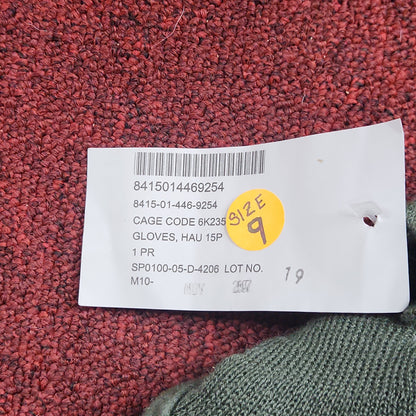 8415014469254
8415-01-446-9254
CAGE CODE 6K235
GLOVES, HAU 15P
1 PR
SP0100-05-D-4206 LOT NO. 19
M10-
SIZE
9